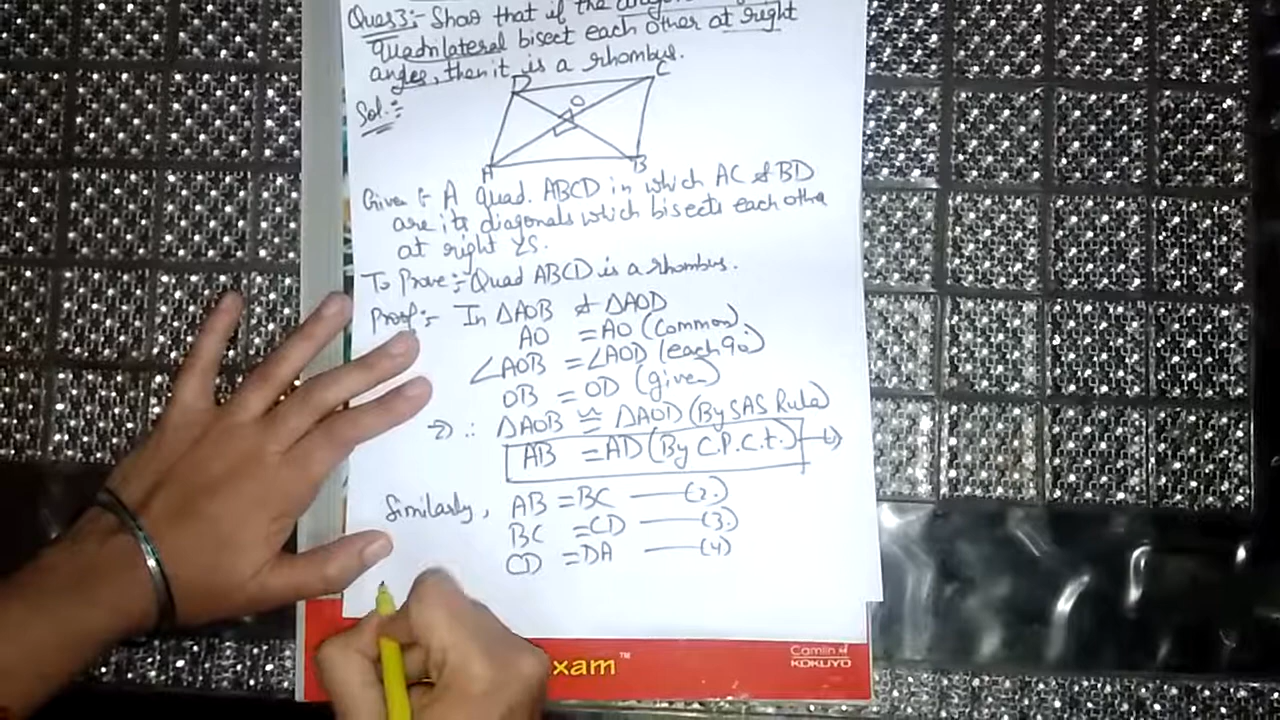 Ques3:- Show that if the diagonals
quadrilateral bisect each other at right
angles, then it is a rhombus.
Sol.:-
D C
O
A B
Given:- A quad. ABCD in which AC & BD
are its diagonals which bisects each othe
at right ∠S.
To Prove:- Quad ABCD is a rhombus.
Proof:- In ΔAOB & ΔAOD
AO = AO (common)
∠AOB = ∠AOD (each 90)
OB = OD (given)
⇒ ∴ ΔAOB ≅ ΔAOD (By SAS Rule)
AB = AD (By C.P.C.t.) —(1)
Similarly, AB = BC —(2.)
BC = CD —(3.)
CD = DA —(4)
xam™
Camlin
KOKUYO